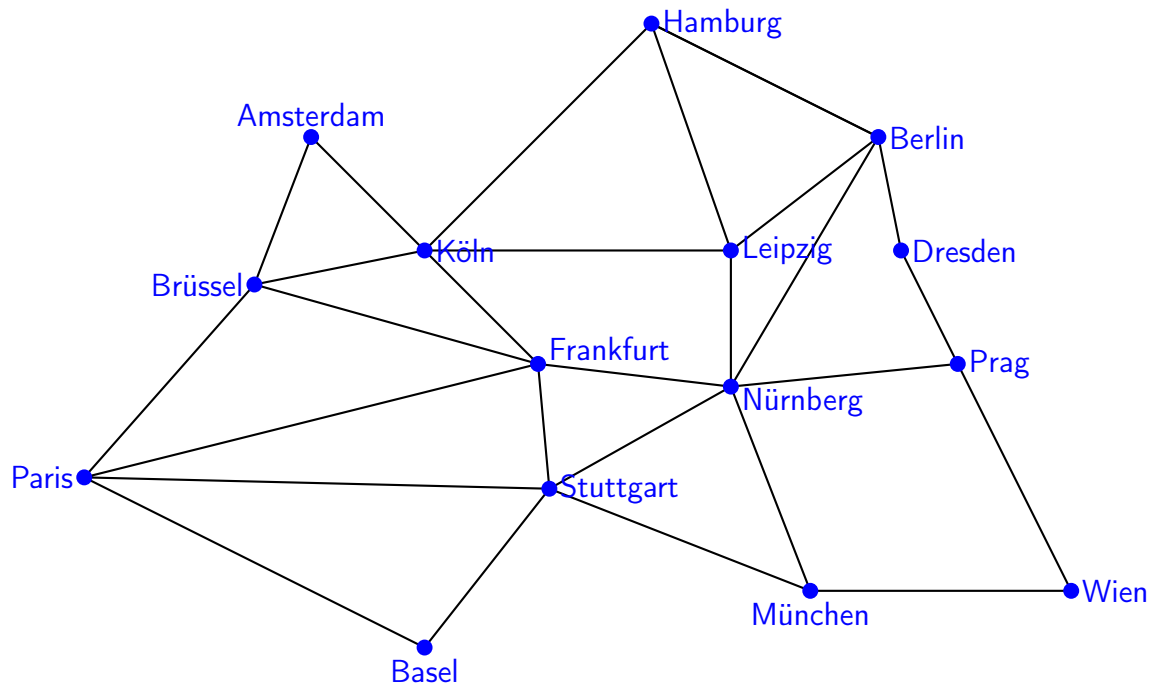 Hamburg
Amsterdam
Berlin
Köln
Leipzig
Dresden
Brüssel
Frankfurt
Prag
Nürnberg
Paris
Stuttgart
Wien
München
Basel